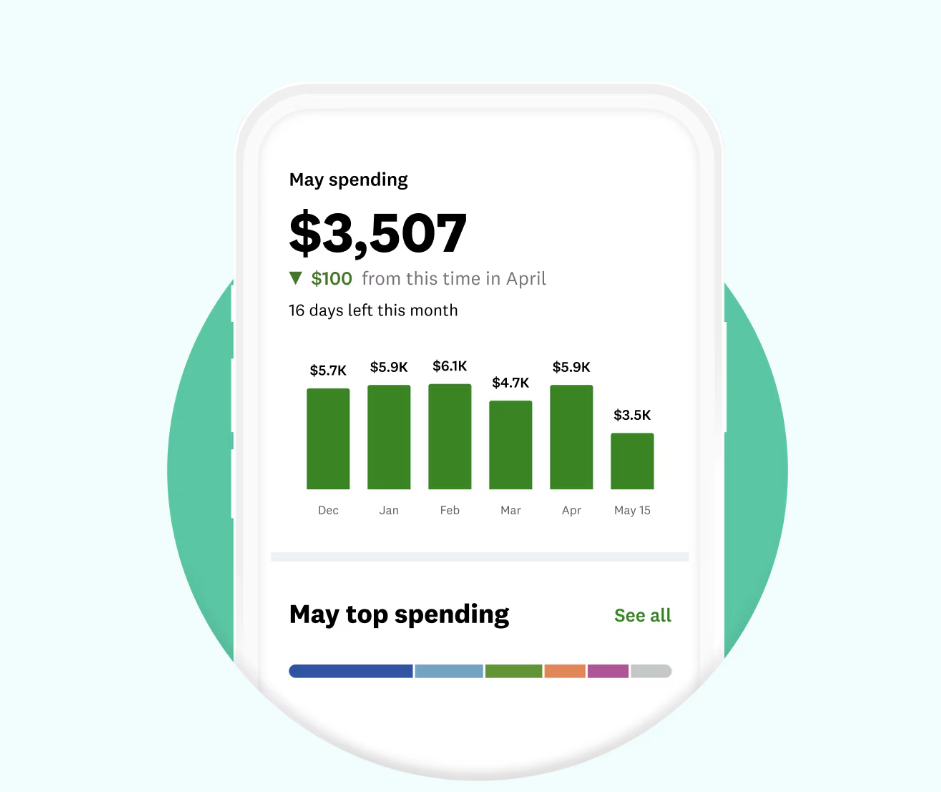 May spending
$3,507
▼ $100 from this time in April
16 days left this month
$5.7K $5.9K $6.1K $4.7K $5.9K $3.5K
Dec Jan Feb Mar Apr May 15
May top spending See all